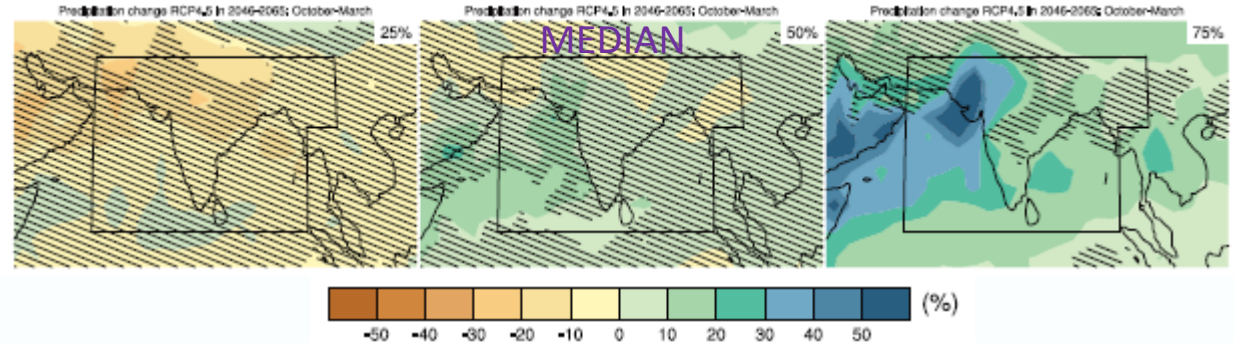 Precipitation change RCP4.5 in 2046-2065: October-March
Precipitation change RCP4.5 in 2046-2065: October-March
Precipitation change RCP4.5 in 2046-2065: October-March
25%
MEDIAN
50%
75%
(%)
-50 -40 -30 -20 -10 0 10 20 30 40 50